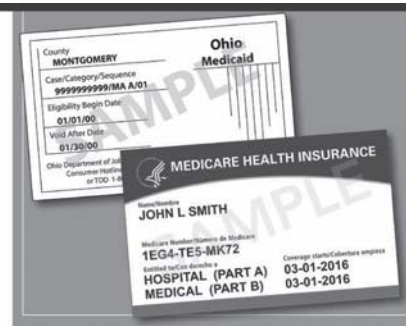 County
MONTGOMERY
Ohio
Medicaid
Case/Category/Sequence
9999999999/MA A/01
Eligibility Begin Date
01/01/00
Void After Date
01/30/00
Ohio Department of
Consumer Hotline
or TDD 1-8
SAMPLE
MEDICARE HEALTH INSURANCE
Name/Nombre
JOHN L SMITH
Medicare Number/Número de Medicare
1EG4-TE5-MK72
Entitled to/Con derecho a
HOSPITAL (PART A)
MEDICAL (PART B)
Coverage starts/Cobertura empieza
03-01-2016
03-01-2016
SAMPLE